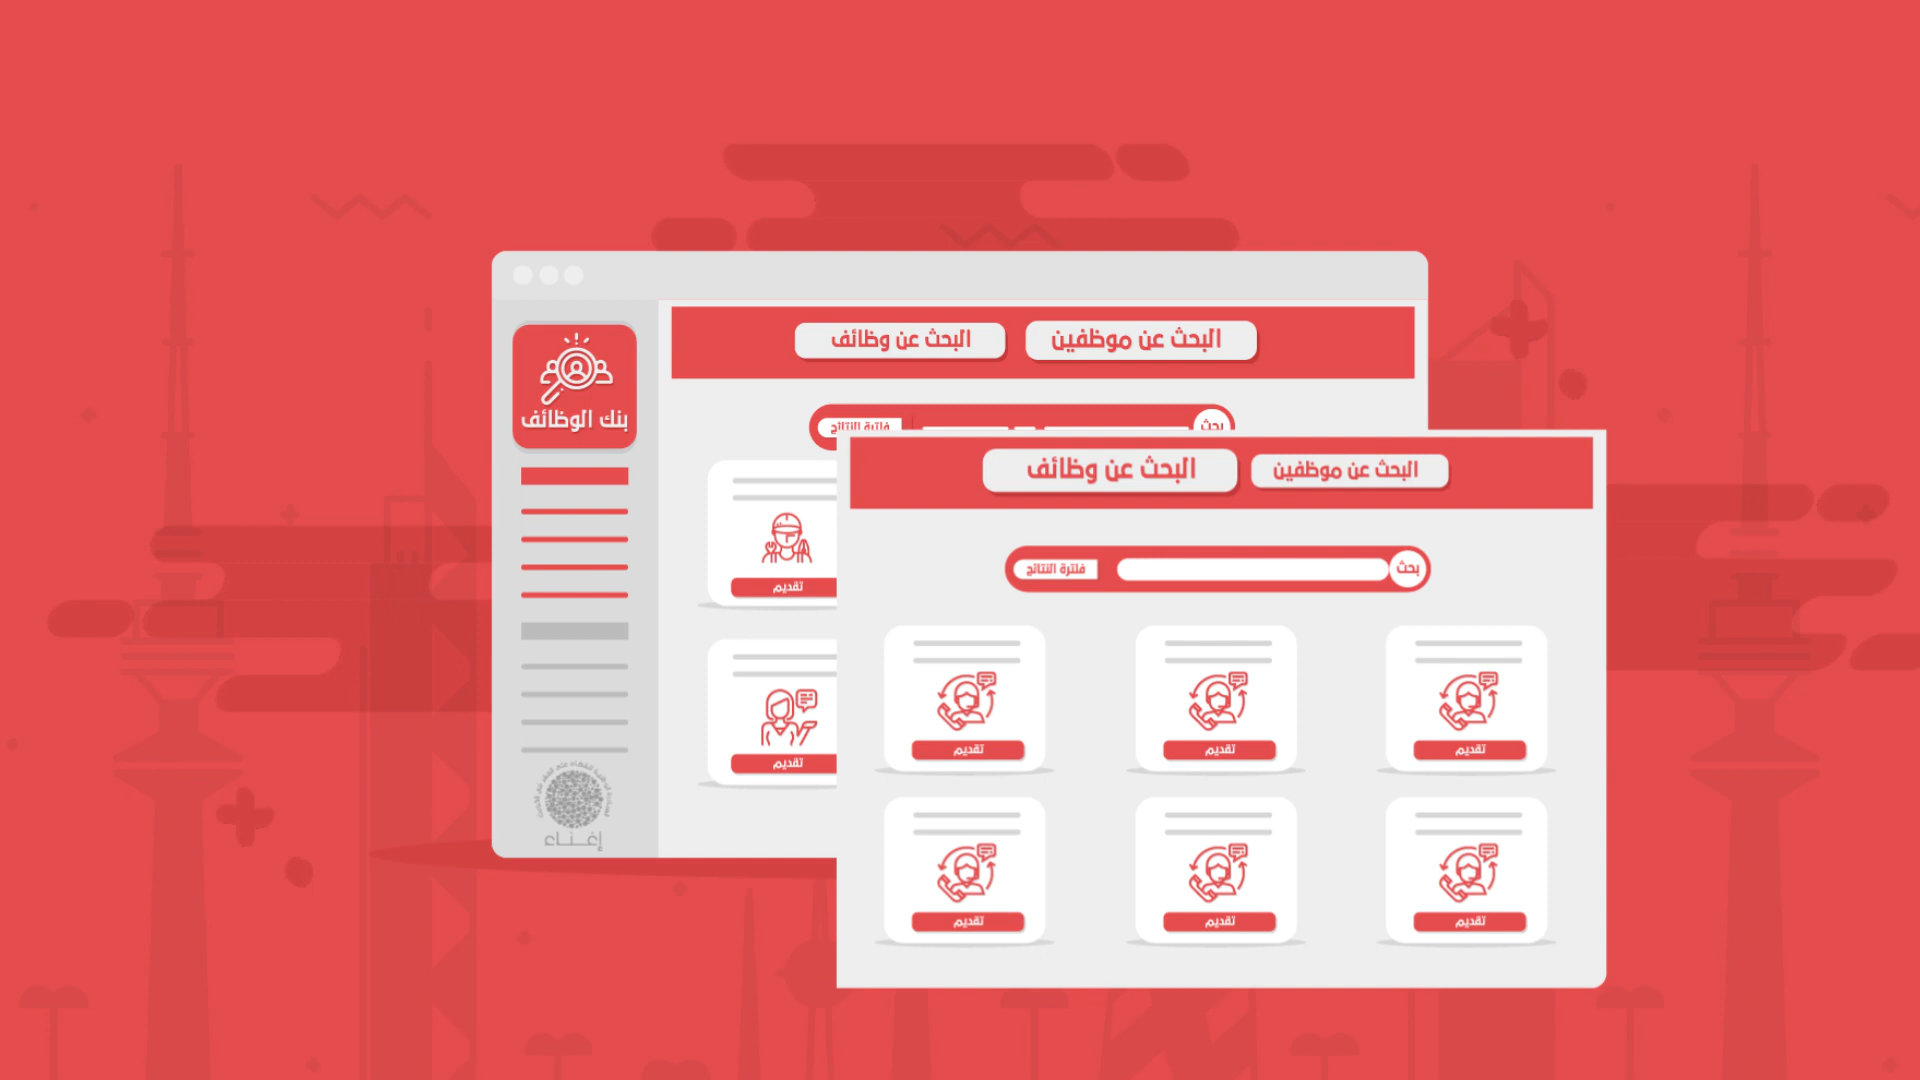 البحث عن موظفين
البحث عن وظائف
بنك الوظائف
بحث
فلترة النتائج
تقديم
تقديم
إغناء
البحث عن موظفين
البحث عن وظائف
بحث
فلترة النتائج
تقديم
تقديم
تقديم
تقديم
تقديم
تقديم